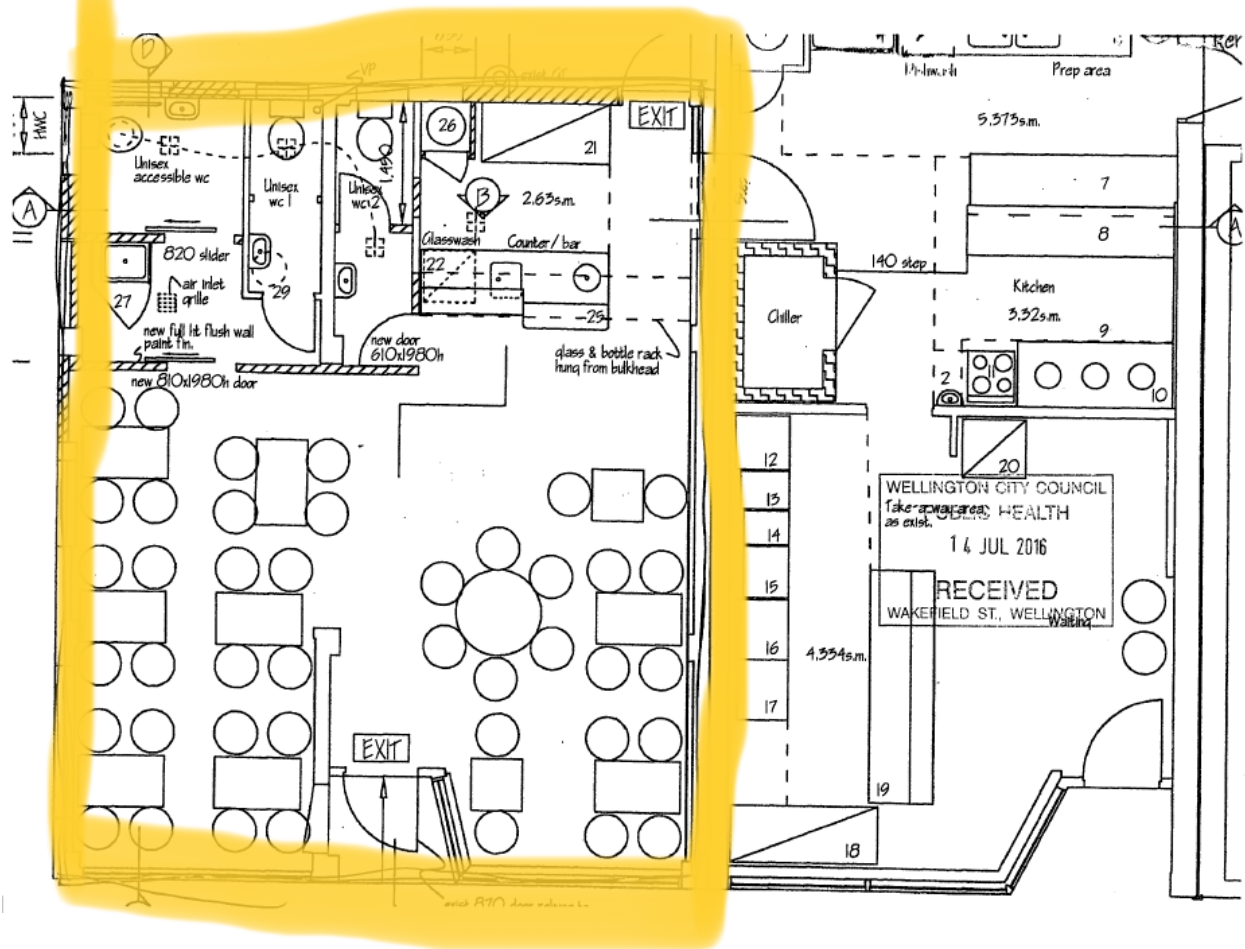 D
VP
HWC
EXIT
26
21
Prep area
5.373s.m.
Unisex
accessible wc
Unisex
wc 1
Unisex
wc 2
1,450
B
2.63s.m.
7
A
8
A
820 slider
Glasswash
Counter / bar
22
140 step
27
air inlet
grille
29
Kitchen
3.32s.m.
Chiller
25
new full ht flush wall
paint fin.
new door
610x1980h
glass & bottle rack
hung from bulkhead
9
new 810x1980h door
2
10
12
20
13
WELLINGTON CITY COUNCIL
Take-away area
as exist.
PUBLIC HEALTH
14
14 JUL 2016
15
RECEIVED
WAKEFIELD ST., WELLINGTON
Waiting
16
4.334s.m.
17
EXIT
19
18